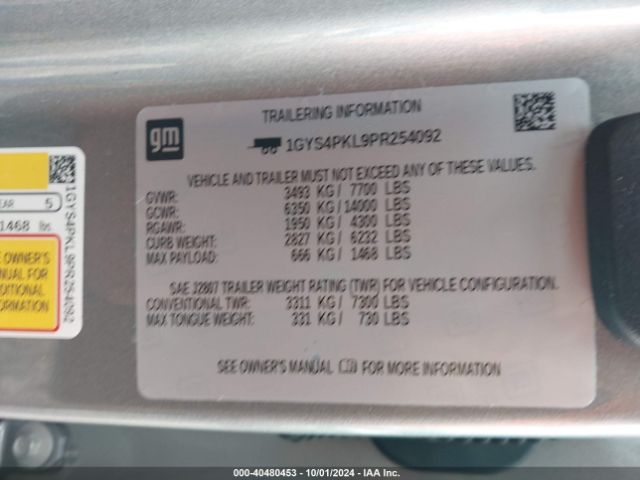 TRAILERING INFORMATION
gm
1GYS4PKL9PR254092
VEHICLE AND TRAILER MUST NOT EXCEED ANY OF THESE VALUES.
GVWR: 3493 KG / 7700 LBS
GCWR: 6350 KG / 14000 LBS
RGAWR: 1950 KG / 4300 LBS
CURB WEIGHT: 2827 KG / 6232 LBS
MAX PAYLOAD: 666 KG / 1468 LBS
SAE J2807 TRAILER WEIGHT RATING (TWR) FOR VEHICLE CONFIGURATION.
CONVENTIONAL TWR: 3311 KG / 7300 LBS
MAX TONGUE WEIGHT: 331 KG / 730 LBS
SEE OWNER'S MANUAL FOR MORE INFORMATION
EAR 5
1468 lbs
1GYS4PKL9PR254092
OWNER'S
FOR
000-40480453 - 10/01/2024 - IAA Inc.